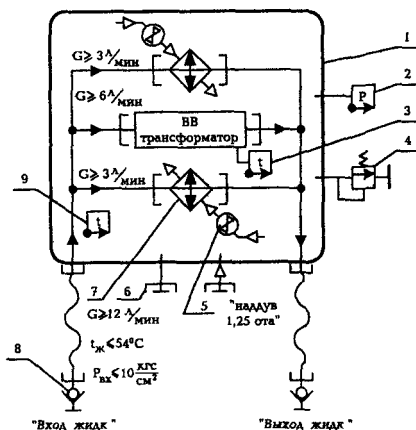 G≥ 3 л/мин
1
G≥ 6 л/мин
P
2
ВВ
трансформатор
3
t
4
G≥ 3 л/мин
9
t
7
6
5
"наддув
1,25 ота"
G≥12 л/мин
tж ≤54°C
8
Pвх ≤10 кгс/см²
"Вход жидк"
"Выход жидк"